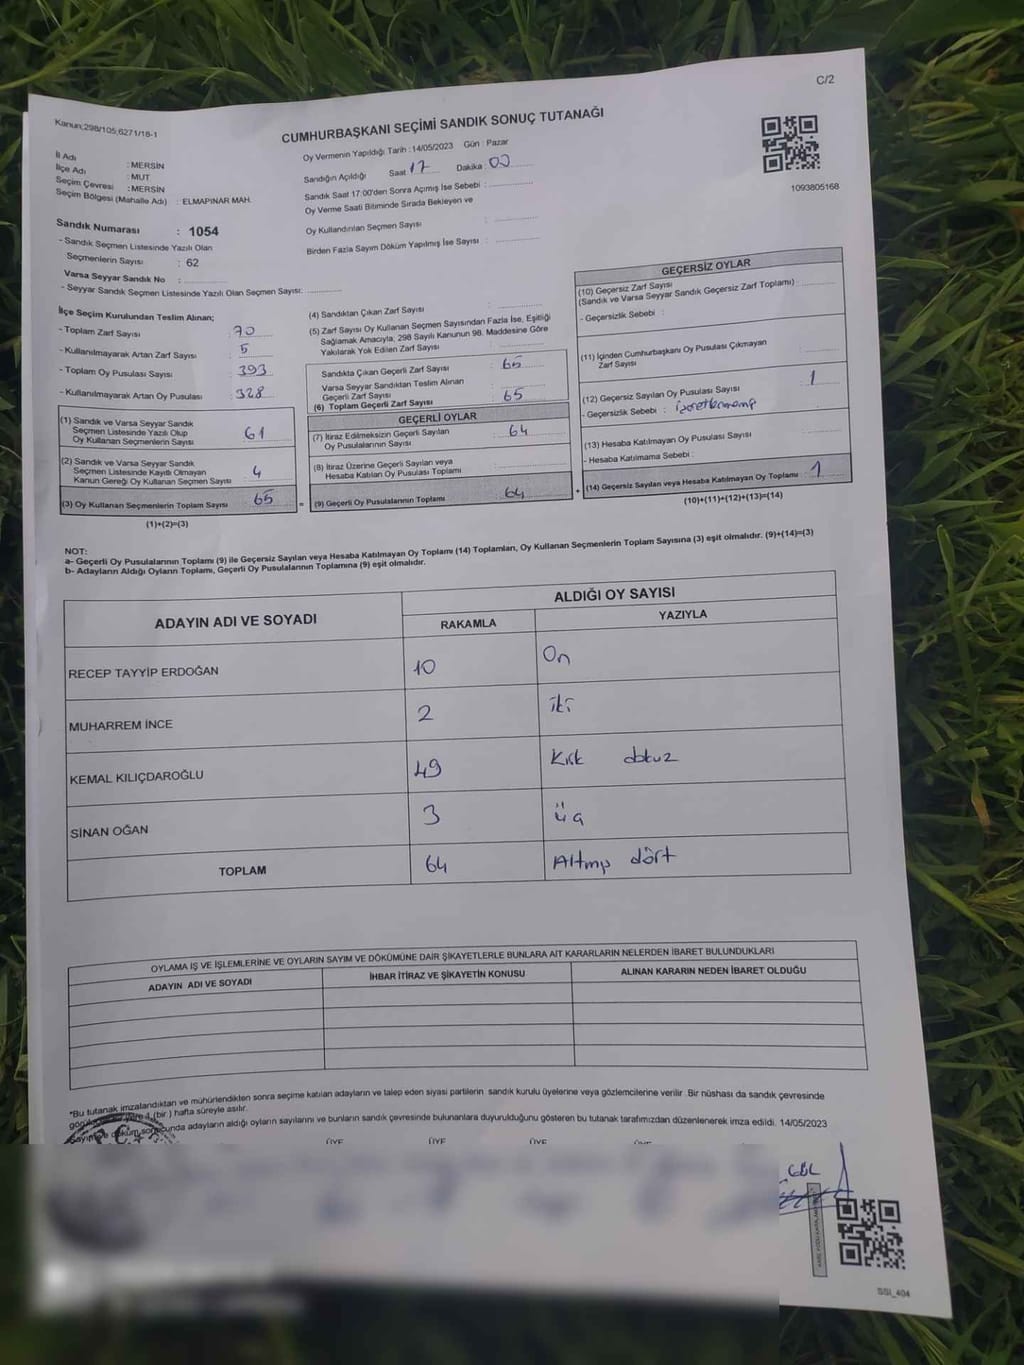 C/2
Kanun;298/105;6271/18-1
CUMHURBAŞKANI SEÇİMİ SANDIK SONUÇ TUTANAĞI
İl Adı : MERSİN
İlçe Adı : MUT
Seçim Çevresi : MERSİN
Seçim Bölgesi (Mahalle Adı) : ELMAPINAR MAH.
Sandık Numarası : 1054
- Sandık Seçmen Listesinde Yazılı Olan
Seçmenlerin Sayısı : 62
Varsa Seyyar Sandık No :
- Seyyar Sandık Seçmen Listesinde Yazılı Olan Seçmen Sayısı:
Oy Vermenin Yapıldığı Tarih : 14/05/2023 Gün : Pazar
Sandığın Açıldığı Saat 17 Dakika : 00
Sandık Saat 17:00'den Sonra Açımış İse Sebebi :
Oy Verme Saati Bitiminde Sırada Bekleyen ve
Oy Kullandırılan Seçmen Sayısı :
Birden Fazla Sayım Döküm Yapılmış İse Sayısı :
1093805168
İlçe Seçim Kurulundan Teslim Alınan;
- Toplam Zarf Sayısı : 70
- Kullanılmayarak Artan Zarf Sayısı : 5
- Toplam Oy Pusulası Sayısı : 393
- Kullanılmayarak Artan Oy Pusulası : 328
(1) Sandık ve Varsa Seyyar Sandık
Seçmen Listesinde Yazılı Olup
Oy Kullanan Seçmenlerin Sayısı : 61
(2) Sandık ve Varsa Seyyar Sandık
Seçmen Listesinde Kayıtlı Olmayan
Kanun Gereği Oy Kullanan Seçmen Sayısı : 4
(3) Oy Kullanan Seçmenlerin Toplam Sayısı : 65
(1)+(2)=(3)
(4) Sandıktan Çıkan Zarf Sayısı :
(5) Zarf Sayısı Oy Kullanan Seçmen Sayısından Fazla İse, Eşitliği
Sağlamak Amacıyla; 298 Sayılı Kanunun 98. Maddesine Göre
Yakılarak Yok Edilen Zarf Sayısı :
Sandıkta Çıkan Geçerli Zarf Sayısı : 65
Varsa Seyyar Sandıktan Teslim Alınan
Geçerli Zarf Sayısı :
(6) Toplam Geçerli Zarf Sayısı : 65
GEÇERLİ OYLAR
(7) İtiraz Edilmeksizin Geçerli Sayılan
Oy Pusulalarının Sayısı : 64
(8) İtiraz Üzerine Geçerli Sayılan veya
Hesaba Katılan Oy Pusulası Toplamı :
= (9) Geçerli Oy Pusulalarının Toplamı : 64
GEÇERSİZ OYLAR
(10) Geçersiz Zarf Sayısı
(Sandık ve Varsa Seyyar Sandık Geçersiz Zarf Toplamı) :
- Geçersizlik Sebebi :
(11) İçinden Cumhurbaşkanı Oy Pusulası Çıkmayan
Zarf Sayısı :
(12) Geçersiz Sayılan Oy Pusulası Sayısı : 1
- Geçersizlik Sebebi :
(13) Hesaba Katılmayan Oy Pusulası Sayısı :
- Hesaba Katılmama Sebebi :
+ (14) Geçersiz Sayılan veya Hesaba Katılmayan Oy Toplamı : 1
(10)+(11)+(12)+(13)=(14)
NOT:
a- Geçerli Oy Pusulalarının Toplamı (9) ile Geçersiz Sayılan veya Hesaba Katılmayan Oy Toplamı (14) Toplamları, Oy Kullanan Seçmenlerin Toplam Sayısına (3) eşit olmalıdır. (9)+(14)=(3)
b- Adayların Aldığı Oyların Toplamı, Geçerli Oy Pusulalarının Toplamına (9) eşit olmalıdır.
ADAYIN ADI VE SOYADI ALDIĞI OY SAYISI
RAKAMLA YAZIYLA
RECEP TAYYİP ERDOĞAN 10 On
MUHARREM İNCE 2 iki
KEMAL KILIÇDAROĞLU 49 Kırk dokuz
SİNAN OĞAN 3 üç
TOPLAM 64 Altmış dört
OYLAMA İŞ VE İŞLEMLERİNE VE OYLARIN SAYIM VE DÖKÜMÜNE DAİR ŞİKAYETLERLE BUNLARA AİT KARARLARIN NELERDEN İBARET BULUNDUKLARI
ADAYIN ADI VE SOYADI İHBAR İTİRAZ VE ŞİKAYETİN KONUSU ALINAN KARARIN NEDEN İBARET OLDUĞU
*Bu tutanak imzalandıktan ve mühürlendikten sonra seçime katılan adayların ve talep eden siyasi partilerin sandık kurulu üyelerine veya gözlemcilerine verilir. Bir nüshası da sandık çevresinde
(bir ) hafta süreyle asılır.
adayların aldığı oyların sayılarını ve bunların sandık çevresinde bulunanlara duyurulduğunu gösteren bu tutanak tarafımızdan düzenlenerek imza edildi. 14/05/2023
ÜYE ÜYE ÜYE ÜYE
SSI_404